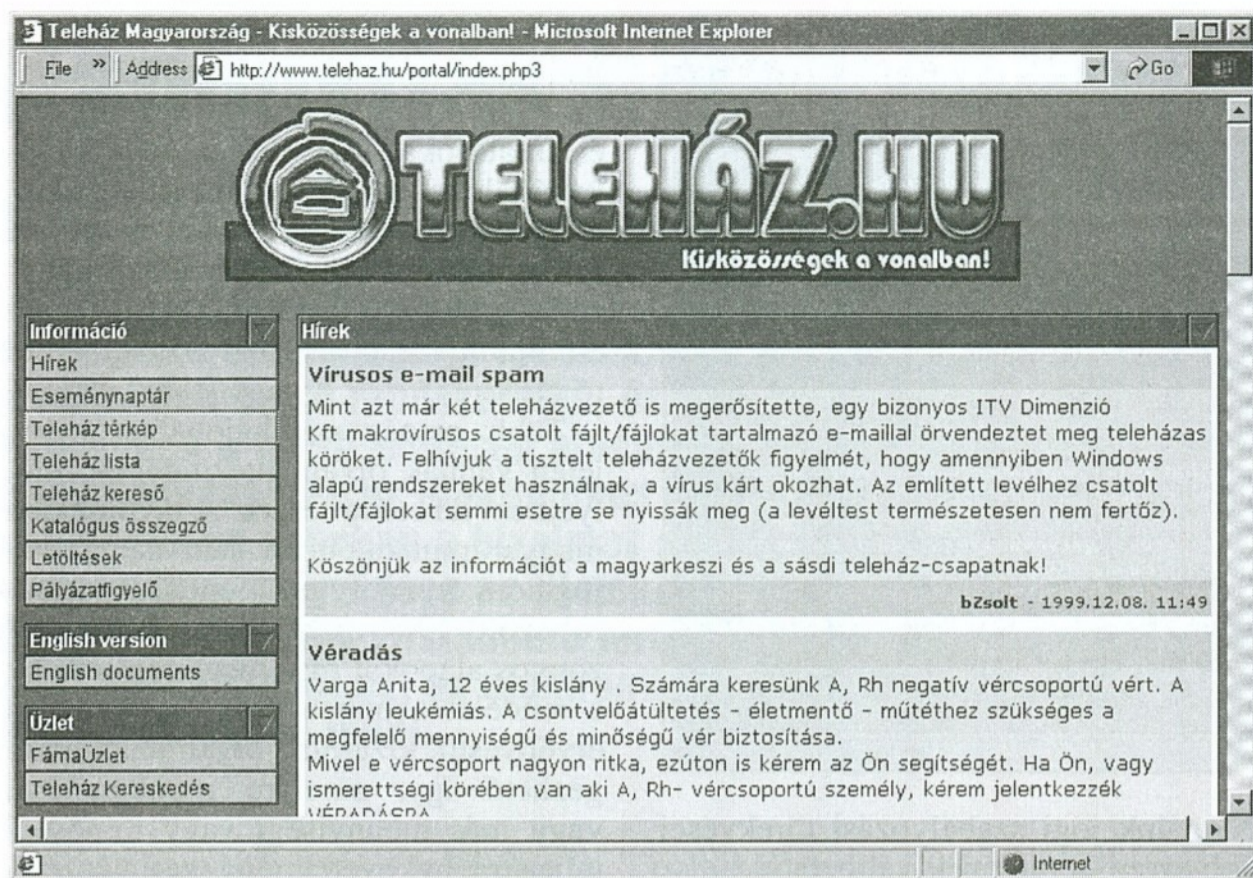 Teleház Magyarország - Kisközösségek a vonalban! - Microsoft Internet Explorer
File » Address http://www.telehaz.hu/portal/index.php3 Go
TELEHÁZ.HU
Kisközösségek a vonalban!
Információ
Hírek
Eseménynaptár
Teleház térkép
Teleház lista
Teleház kereső
Katalógus összegző
Letöltések
Pályázatfigyelő
English version
English documents
Üzlet
FámaÜzlet
Teleház Kereskedés
Hírek
Vírusos e-mail spam
Mint azt már két teleházvezető is megerősítette, egy bizonyos ITV Dimenzió
Kft makrovírusos csatolt fájlt/fájlokat tartalmazó e-maillal örvendeztet meg teleházas
köröket. Felhívjuk a tisztelt teleházvezetők figyelmét, hogy amennyiben Windows
alapú rendszereket használnak, a vírus kárt okozhat. Az említett levélhez csatolt
fájlt/fájlokat semmi esetre se nyissák meg (a levéltest természetesen nem fertőz).
Köszönjük az információt a magyarkeszi és a sásdi teleház-csapatnak!
bZsolt - 1999.12.08. 11:49
Véradás
Varga Anita, 12 éves kislány . Számára keresünk A, Rh negatív vércsoportú vért. A
kislány leukémiás. A csontvelőátültetés - életmentő - műtéthez szükséges a
megfelelő mennyiségű és minőségű vér biztosítása.
Mivel e vércsoport nagyon ritka, ezúton is kérem az Ön segítségét. Ha Ön, vagy
ismerettségi körében van aki A, Rh- vércsoportú személy, kérem jelentkezzék
VÉRADÁSRA
Internet